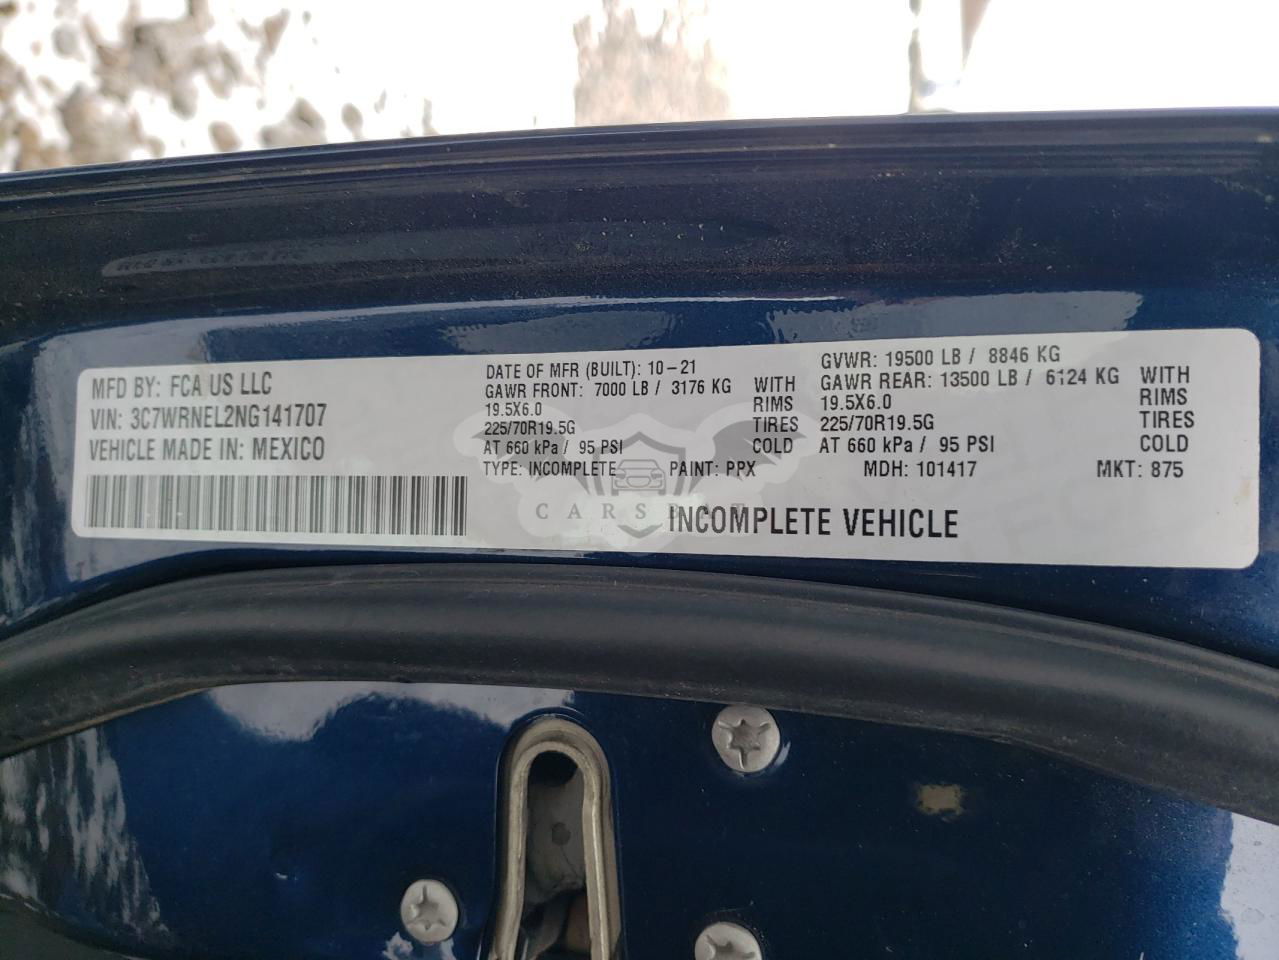 MFD BY: FCA US LLC
VIN: 3C7WRNEL2NG141707
VEHICLE MADE IN: MEXICO
DATE OF MFR (BUILT): 10-21
GAWR FRONT: 7000 LB / 3176 KG WITH
19.5X6.0 RIMS
225/70R19.5G TIRES
AT 660 kPa / 95 PSI COLD
TYPE: INCOMPLETE PAINT: PPX
GVWR: 19500 LB / 8846 KG
GAWR REAR: 13500 LB / 6124 KG WITH
19.5X6.0 RIMS
225/70R19.5G TIRES
AT 660 kPa / 95 PSI COLD
MDH: 101417 MKT: 875
INCOMPLETE VEHICLE